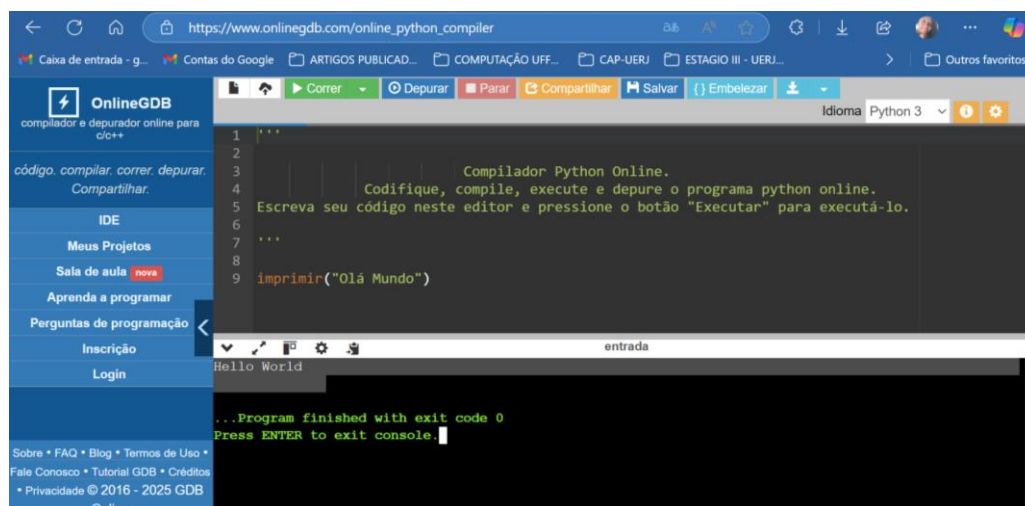 https://www.onlinegdb.com/online_python_compiler
Caixa de entrada - g...
Contas do Google
ARTIGOS PUBLICAD...
COMPUTAÇÃO UFF...
CAP-UERJ
ESTAGIO III - UERJ...
Outros favoritos
OnlineGDB
compilador e depurador online para
c/c++
código. compilar. correr. depurar.
Compartilhar.
IDE
Meus Projetos
Sala de aula nova
Aprenda a programar
Perguntas de programação
Inscrição
Login
Sobre • FAQ • Blog • Termos de Uso •
Fale Conosco • Tutorial GDB • Créditos
• Privacidade © 2016 - 2025 GDB
Correr
Depurar
Parar
Compartilhar
Salvar
{} Embelezar
Idioma Python 3
1 '''
2
3 Compilador Python Online.
4 Codifique, compile, execute e depure o programa python online.
5 Escreva seu código neste editor e pressione o botão "Executar" para executá-lo.
6
7 '''
8
9 imprimir("Olá Mundo")
entrada
Hello World
...Program finished with exit code 0
Press ENTER to exit console.